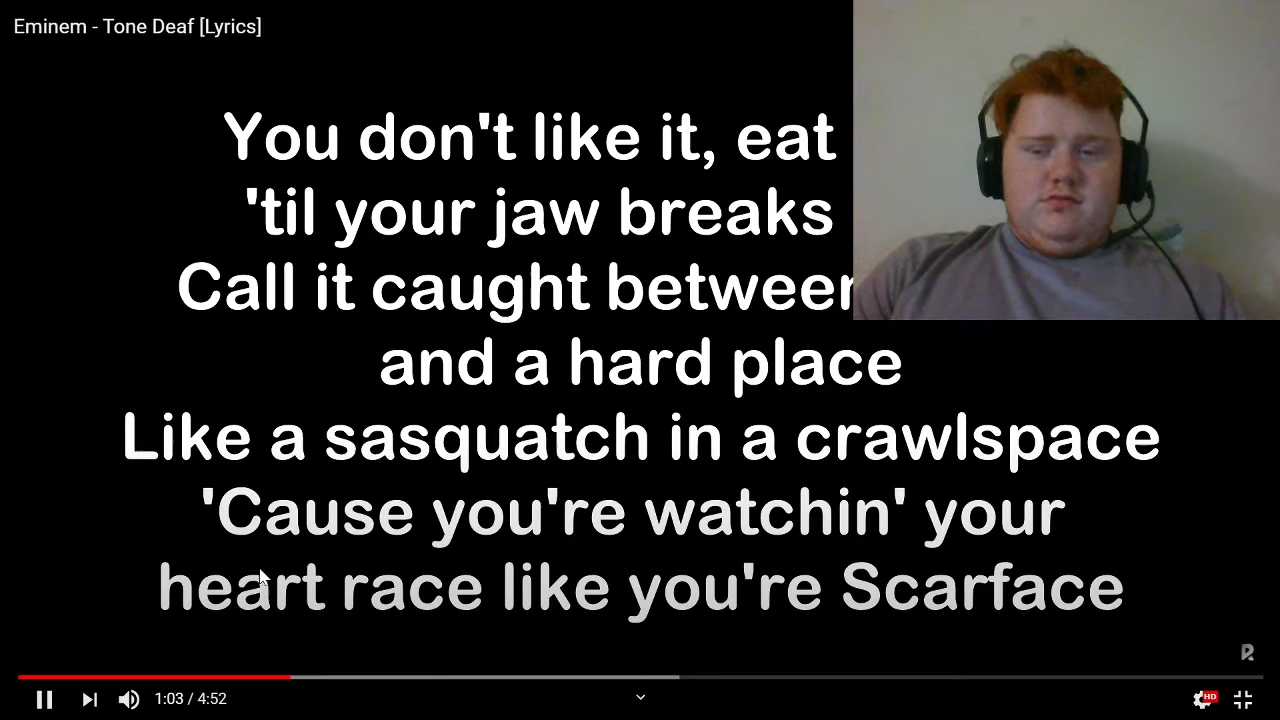 Eminem - Tone Deaf [Lyrics]
You don't like it, eat
'til your jaw breaks
Call it caught between
and a hard place
Like a sasquatch in a crawlspace
'Cause you're watchin' your
heart race like you're Scarface
1:03 / 4:52
HD